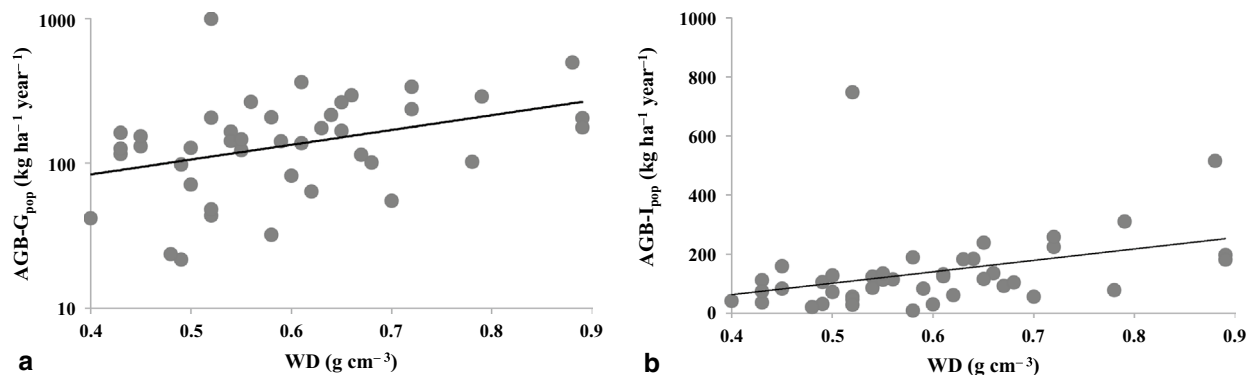 1000
100
10
AGB-Gpop (kg ha−1 year−1)
0.4 0.5 0.6 0.7 0.8 0.9
WD (g cm−3)
a
1000
800
600
400
200
0
AGB-Ipop (kg ha−1 year−1)
0.4 0.5 0.6 0.7 0.8 0.9
WD (g cm−3)
b